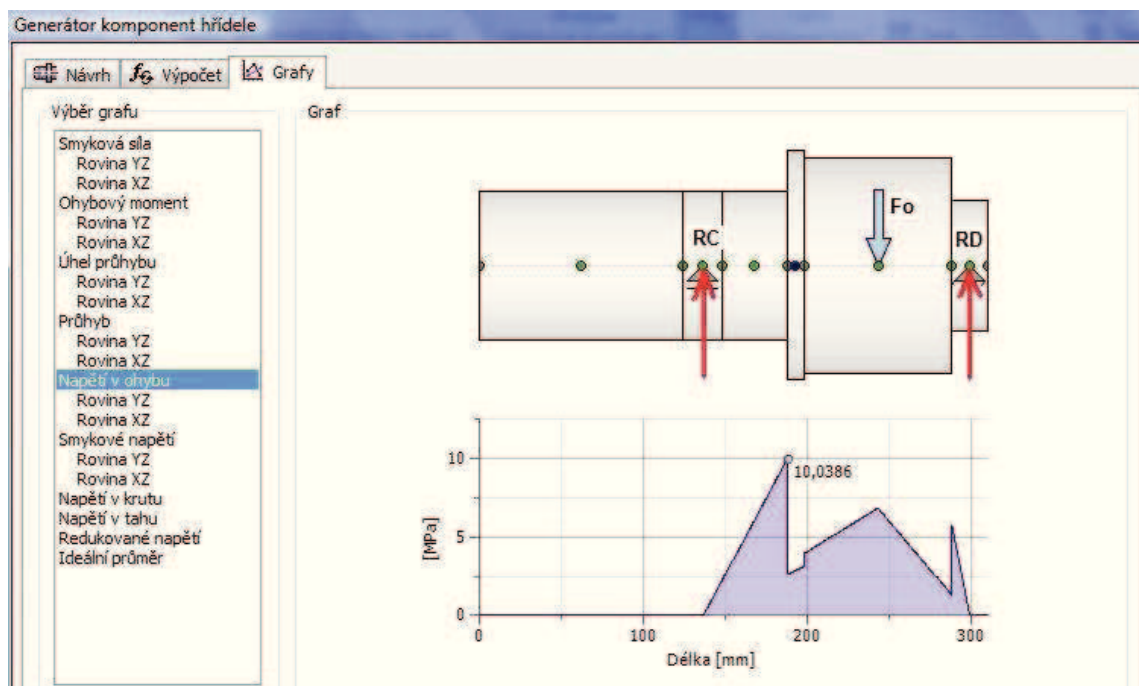 Generátor komponent hřídele
Návrh
Výpočet
Grafy
Výběr grafu
Smyková síla
Rovina YZ
Rovina XZ
Ohybový moment
Rovina YZ
Rovina XZ
Úhel průhybu
Rovina YZ
Rovina XZ
Průhyb
Rovina YZ
Rovina XZ
Napětí v ohybu
Rovina YZ
Rovina XZ
Smykové napětí
Rovina YZ
Rovina XZ
Napětí v krutu
Napětí v tahu
Redukované napětí
Ideální průměr
Graf
Fo
RC
RD
10
10,0386
[MPa]
5
0
0
100
200
300
Délka [mm]